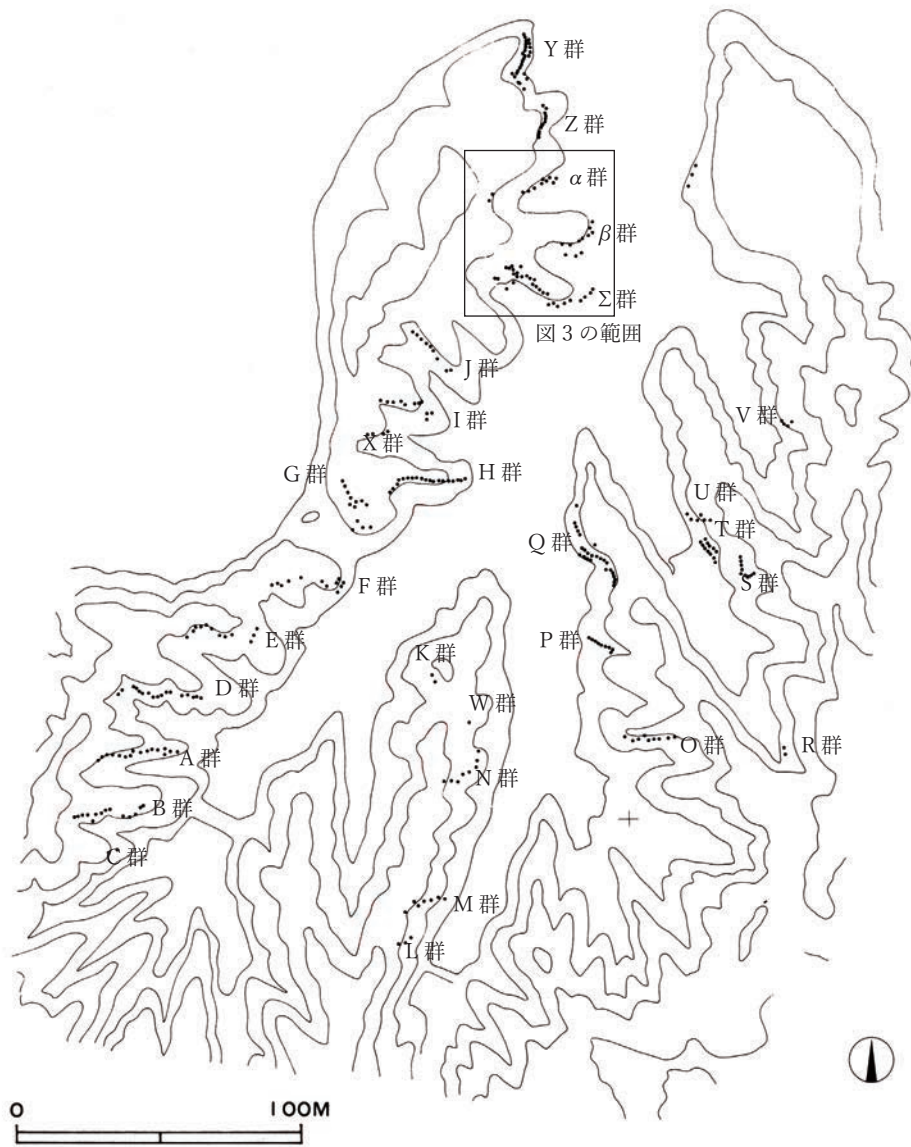 Y 群
Z 群
α 群
β 群
Σ 群
図 3 の範囲
J 群
I 群
X 群
V 群
G 群
H 群
U 群
T 群
Q 群
S 群
F 群
E 群
P 群
K 群
D 群
W 群
A 群
O 群
R 群
N 群
B 群
C 群
M 群
L 群
0
100M